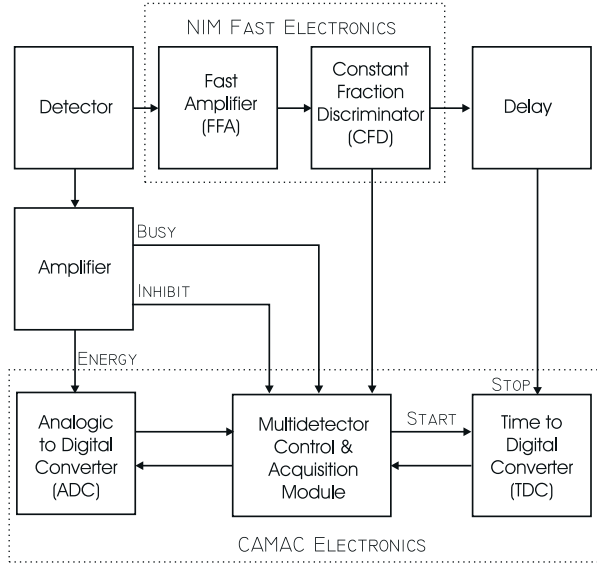 NIM FAST ELECTRONICS
Detector
Fast
Amplifier
(FFA)
Constant
Fraction
Discriminator
(CFD)
Delay
Amplifier
BUSY
INHIBIT
ENERGY
STOP
Analogic
to Digital
Converter
(ADC)
Multidetector
Control &
Acquisition
Module
START
Time to
Digital
Converter
(TDC)
CAMAC ELECTRONICS